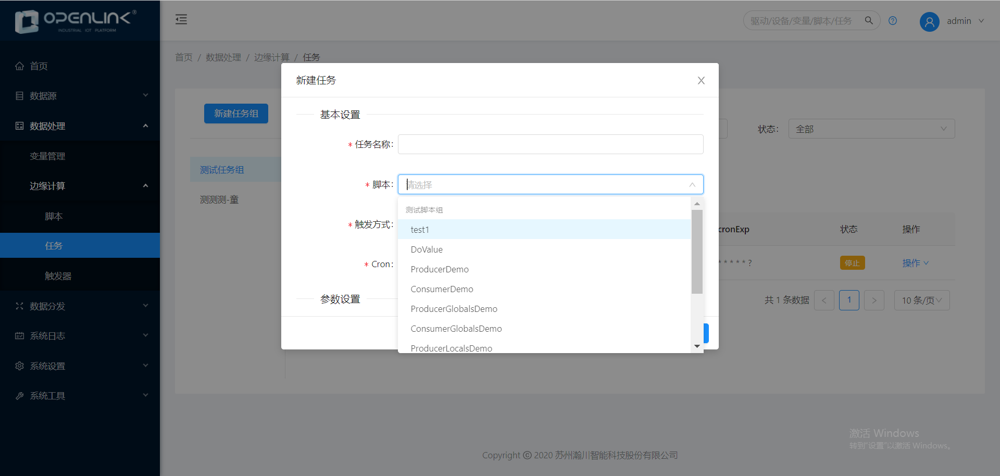 OPENLINK®
INDUSTRIAL IOT PLATFORM
驱动/设备/变量/脚本/任务
admin
首页
数据源
数据处理
变量管理
边缘计算
脚本
任务
触发器
数据分发
系统日志
系统设置
系统工具
首页 / 数据处理 / 边缘计算 / 任务
新建任务组
测试任务组
测测测-童
状态:
全部
cronExp
状态
操作
* * * * * ?
停止
操作
共 1 条数据
<
1
>
10 条/页
新建任务
基本设置
* 任务名称:
* 脚本:
请选择
测试脚本组
test1
DoValue
ProducerDemo
ConsumerDemo
ProducerGlobalsDemo
ConsumerGlobalsDemo
ProducerLocalsDemo
* 触发方式:
* Cron:
参数设置
激活 Windows
转到"设置"以激活 Windows。
Copyright © 2020 苏州瀚川智能科技股份有限公司